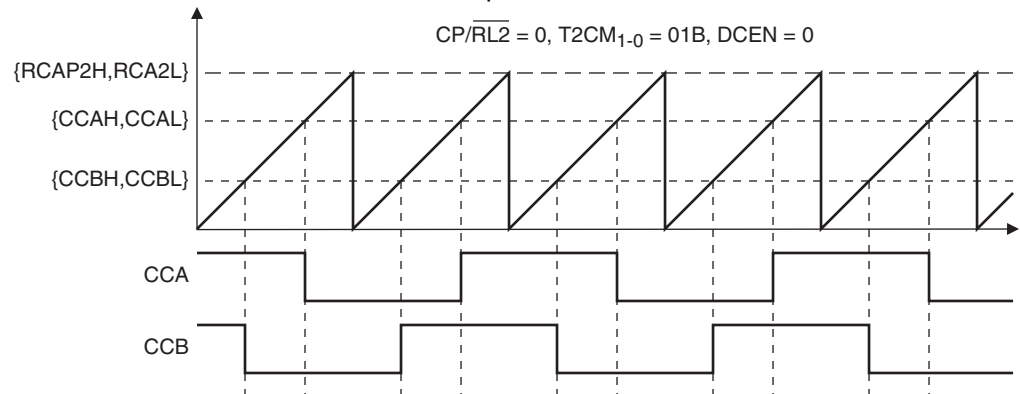 CP/RL2 = 0, T2CM1-0 = 01B, DCEN = 0
{RCAP2H,RCA2L}
{CCAH,CCAL}
{CCBH,CCBL}
CCA
CCB